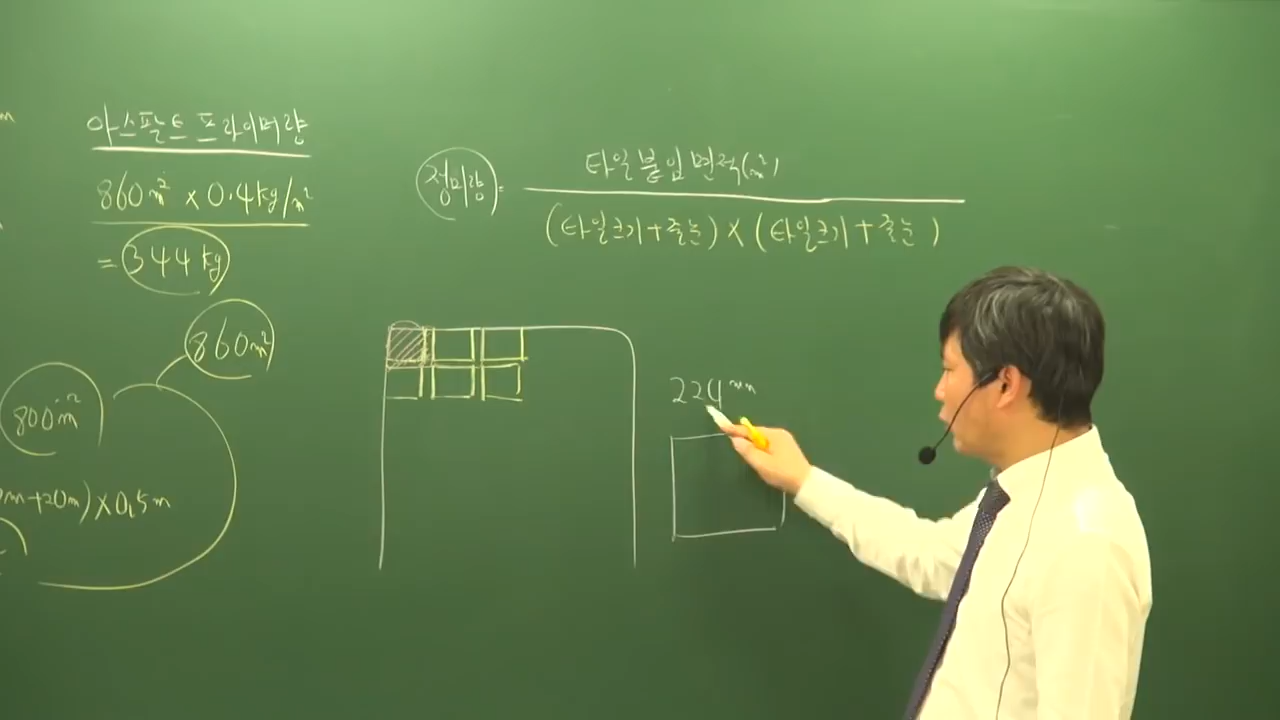 m
아스팔트 프라이머량
860m² × 0.4kg/m²
= 344kg
860m²
800m²
m+20m) × 0.5m
정미량 = 타일 붙임 면적(m²)
(타일크기+줄눈) × (타일크기+줄눈)
224mm